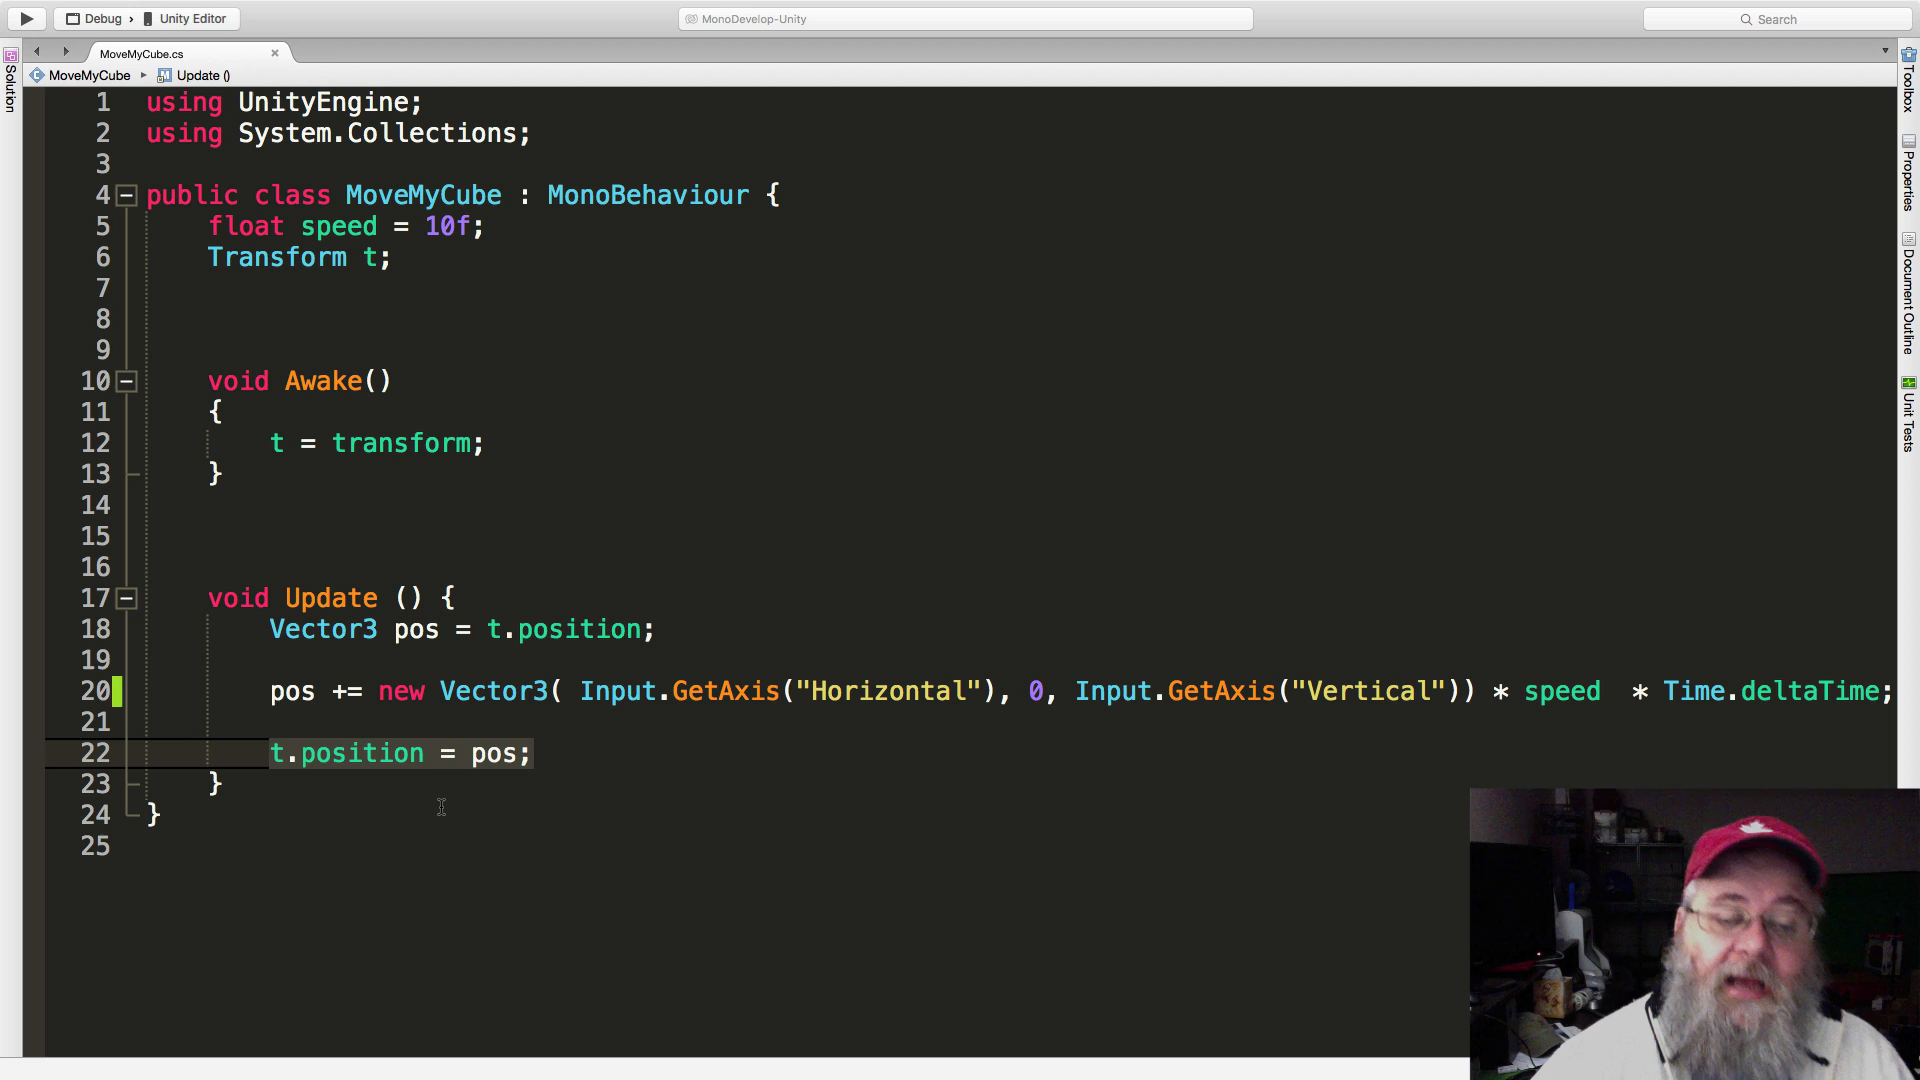 Debug › Unity Editor
MonoDevelop-Unity
Search
MoveMyCube.cs
MoveMyCube ▸ Update ()
Solution
Toolbox
Properties
Document Outline
Unit Tests
1 using UnityEngine;
2 using System.Collections;
3
4 public class MoveMyCube : MonoBehaviour {
5 float speed = 10f;
6 Transform t;
7
8
9
10 void Awake()
11 {
12 t = transform;
13 }
14
15
16
17 void Update () {
18 Vector3 pos = t.position;
19
20 pos += new Vector3( Input.GetAxis("Horizontal"), 0, Input.GetAxis("Vertical")) * speed  * Time.deltaTime;
21
22 t.position = pos;
23 }
24 }
25